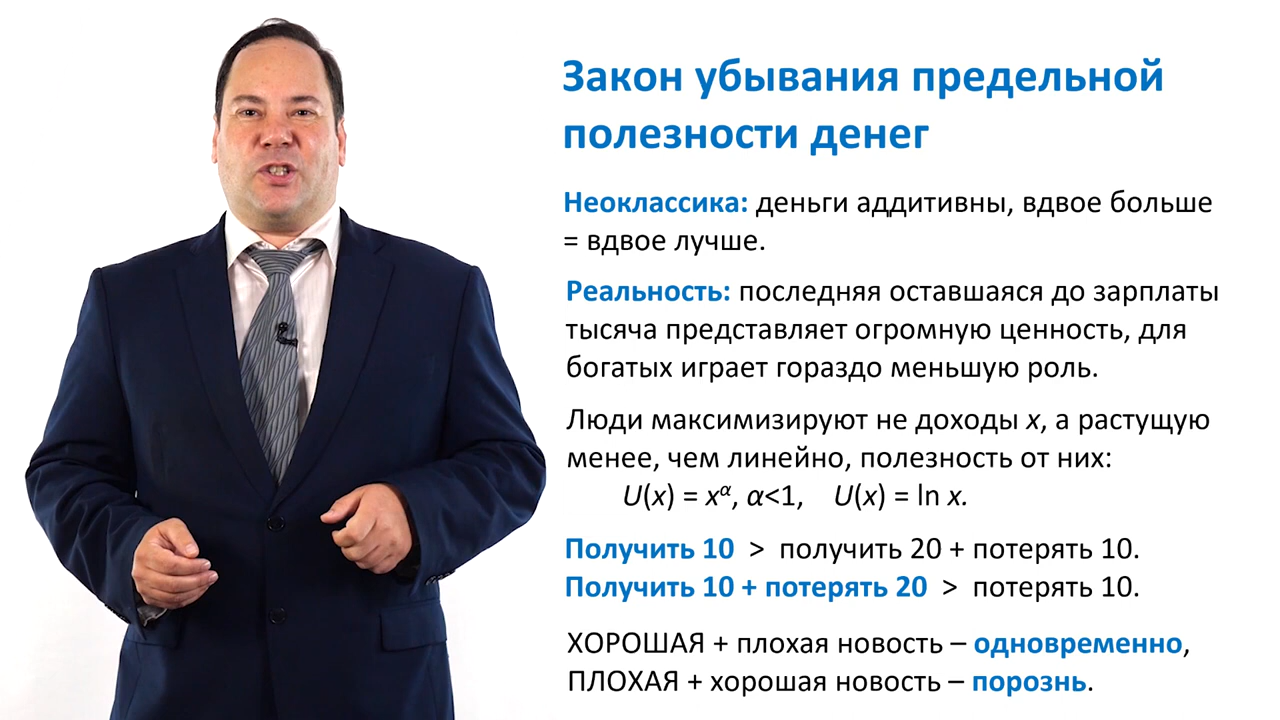 Закон убывания предельной
полезности денег
Неоклассика: деньги аддитивны, вдвое больше
= вдвое лучше.
Реальность: последняя оставшаяся до зарплаты
тысяча представляет огромную ценность, для
богатых играет гораздо меньшую роль.
Люди максимизируют не доходы x, а растущую
менее, чем линейно, полезность от них:
U(x) = xᵅ, α<1, U(x) = ln x.
Получить 10 > получить 20 + потерять 10.
Получить 10 + потерять 20 > потерять 10.
ХОРОШАЯ + плохая новость – одновременно,
ПЛОХАЯ + хорошая новость – порознь.